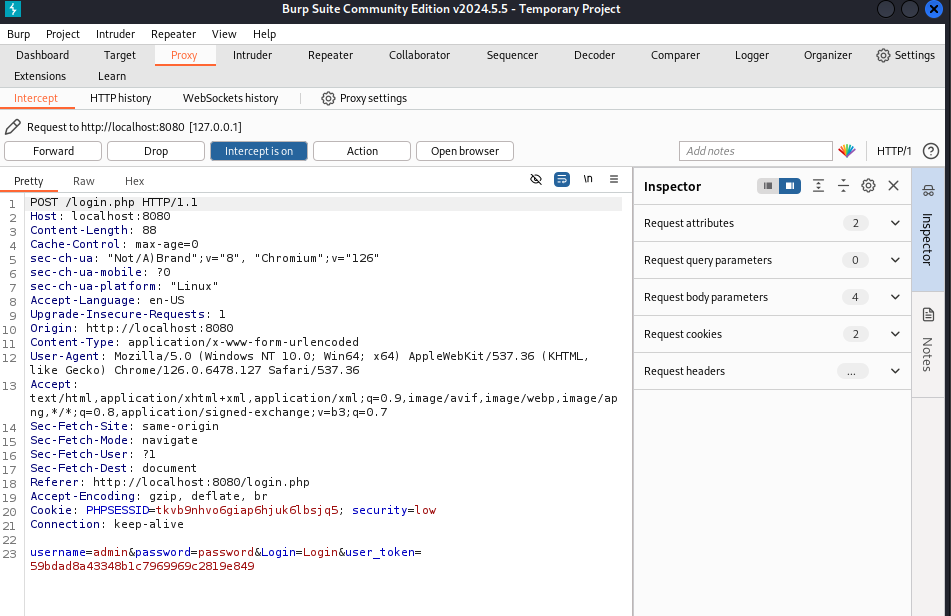 Burp Suite Community Edition v2024.5.5 - Temporary Project
Burp Project Intruder Repeater View Help
Dashboard Target Proxy Intruder Repeater Collaborator Sequencer Decoder Comparer Logger Organizer Settings
Extensions Learn
Intercept HTTP history WebSockets history Proxy settings
Request to http://localhost:8080 [127.0.0.1]
Forward Drop Intercept is on Action Open browser Add notes HTTP/1 ?
Pretty Raw Hex \n
1 POST /login.php HTTP/1.1
2 Host: localhost:8080
3 Content-Length: 88
4 Cache-Control: max-age=0
5 sec-ch-ua: "Not/A)Brand";v="8", "Chromium";v="126"
6 sec-ch-ua-mobile: ?0
7 sec-ch-ua-platform: "Linux"
8 Accept-Language: en-US
9 Upgrade-Insecure-Requests: 1
10 Origin: http://localhost:8080
11 Content-Type: application/x-www-form-urlencoded
12 User-Agent: Mozilla/5.0 (Windows NT 10.0; Win64; x64) AppleWebKit/537.36 (KHTML,
like Gecko) Chrome/126.0.6478.127 Safari/537.36
13 Accept:
text/html,application/xhtml+xml,application/xml;q=0.9,image/avif,image/webp,image/ap
ng,*/*;q=0.8,application/signed-exchange;v=b3;q=0.7
14 Sec-Fetch-Site: same-origin
15 Sec-Fetch-Mode: navigate
16 Sec-Fetch-User: ?1
17 Sec-Fetch-Dest: document
18 Referer: http://localhost:8080/login.php
19 Accept-Encoding: gzip, deflate, br
20 Cookie: PHPSESSID=tkvb9nhvo6giap6hjuk6lbsjq5; security=low
21 Connection: keep-alive
22
23 username=admin&password=password&Login=Login&user_token=
59bdad8a43348b1c7969969c2819e849
Inspector
Request attributes 2
Request query parameters 0
Request body parameters 4
Request cookies 2
Request headers ...
Inspector
Notes